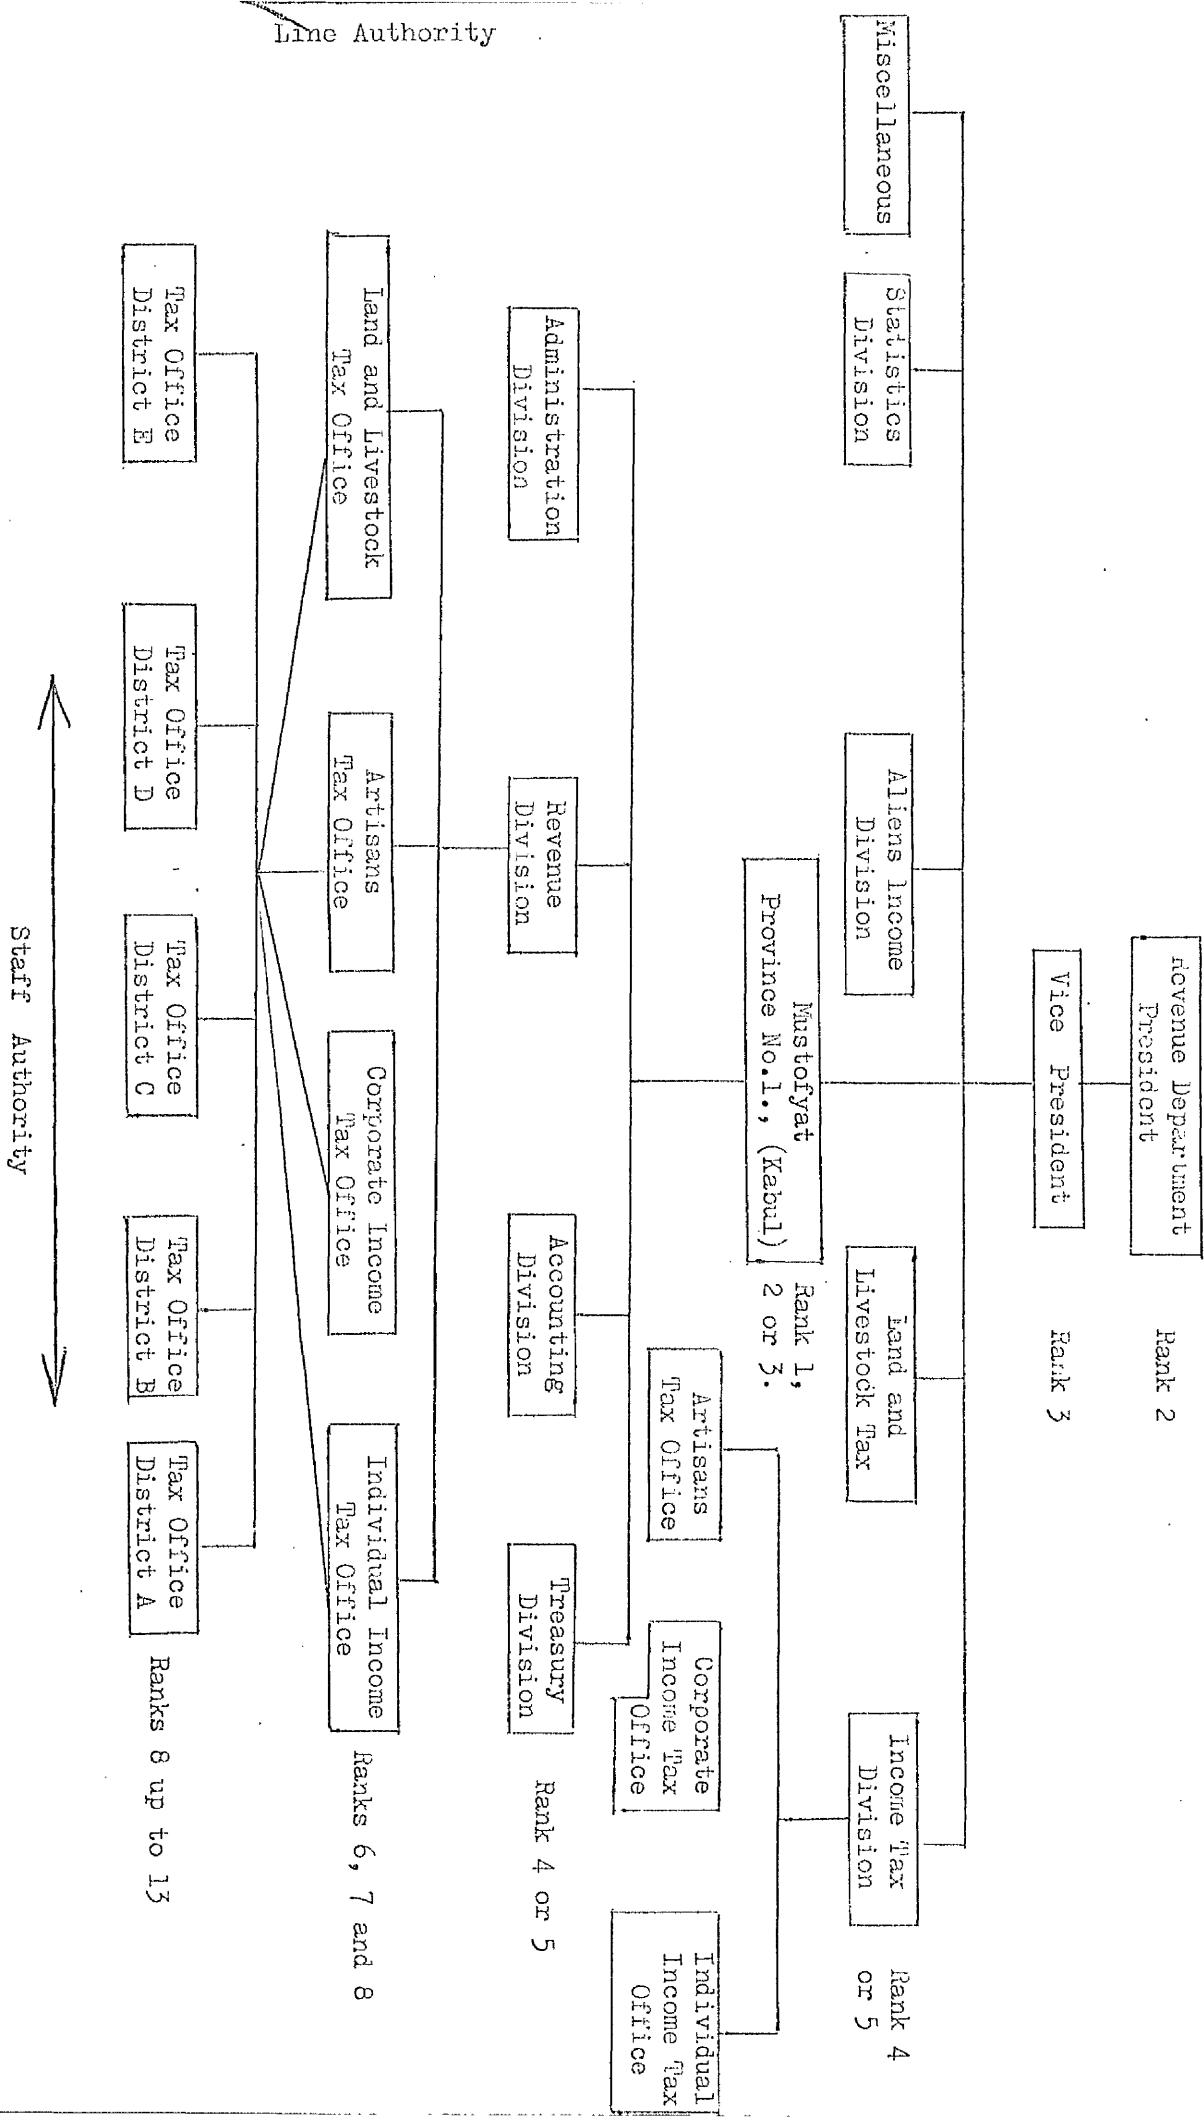 Line Authority
Revenue Department
President
Rank 2
Vice President
Rank 3
Miscellaneous
Statistics
Division
Aliens Income
Division
Land and
Livestock Tax
Income Tax
Division
Rank 4
or 5
Mustofyat
Province No.1., (Kabul)
Rank 1,
2 or 3.
Artisans
Tax Office
Corporate
Income Tax
Office
Individual
Income Tax
Office
Administration
Division
Revenue
Division
Accounting
Division
Treasury
Division
Rank 4 or 5
Land and Livestock
Tax Office
Artisans
Tax Office
Corporate Income
Tax Office
Individual Income
Tax Office
Ranks 6, 7 and 8
Tax Office
District E
Tax Office
District D
Tax Office
District C
Tax Office
District B
Tax Office
District A
Ranks 8 up to 13
Staff Authority